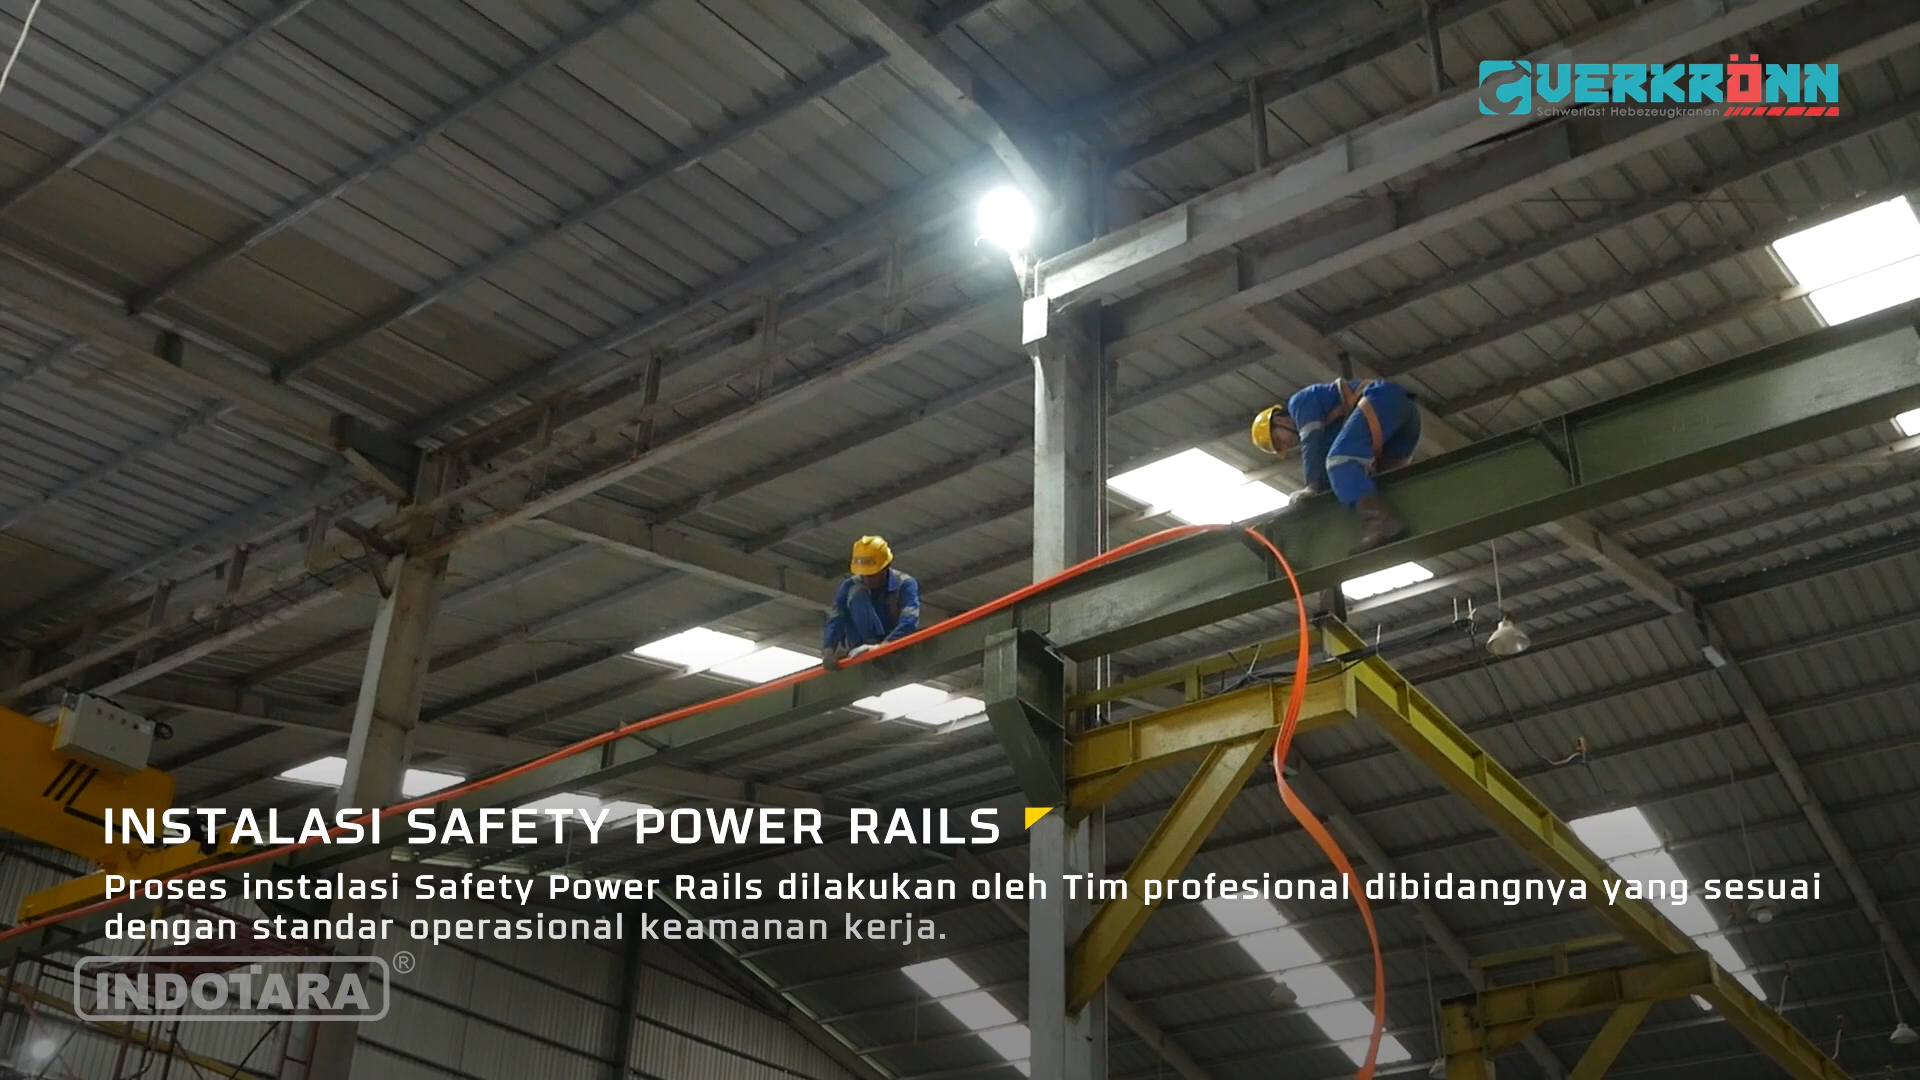 VERKRÖNN
Schwerlast Hebezeugkranen
INSTALASI SAFETY POWER RAILS
Proses instalasi Safety Power Rails dilakukan oleh Tim profesional dibidangnya yang sesuai
dengan standar operasional keamanan kerja.
INDOTARA®